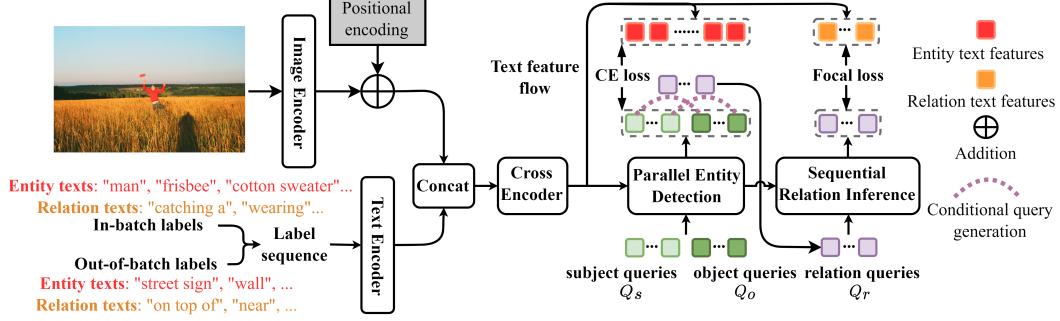 Positional
encoding
Image Encoder
Entity texts: "man", "frisbee", "cotton sweater"...
Relation texts: "catching a", "wearing"...
In-batch labels
Out-of-batch labels
Label
sequence
Entity texts: "street sign", "wall", ...
Relation texts: "on top of", "near", ...
Text Encoder
Concat
Cross
Encoder
Text feature
flow
CE loss
Focal loss
Parallel Entity
Detection
Sequential
Relation Inference
subject queries
Qs
object queries
Qo
relation queries
Qr
Entity text features
Relation text features
Addition
Conditional query
generation